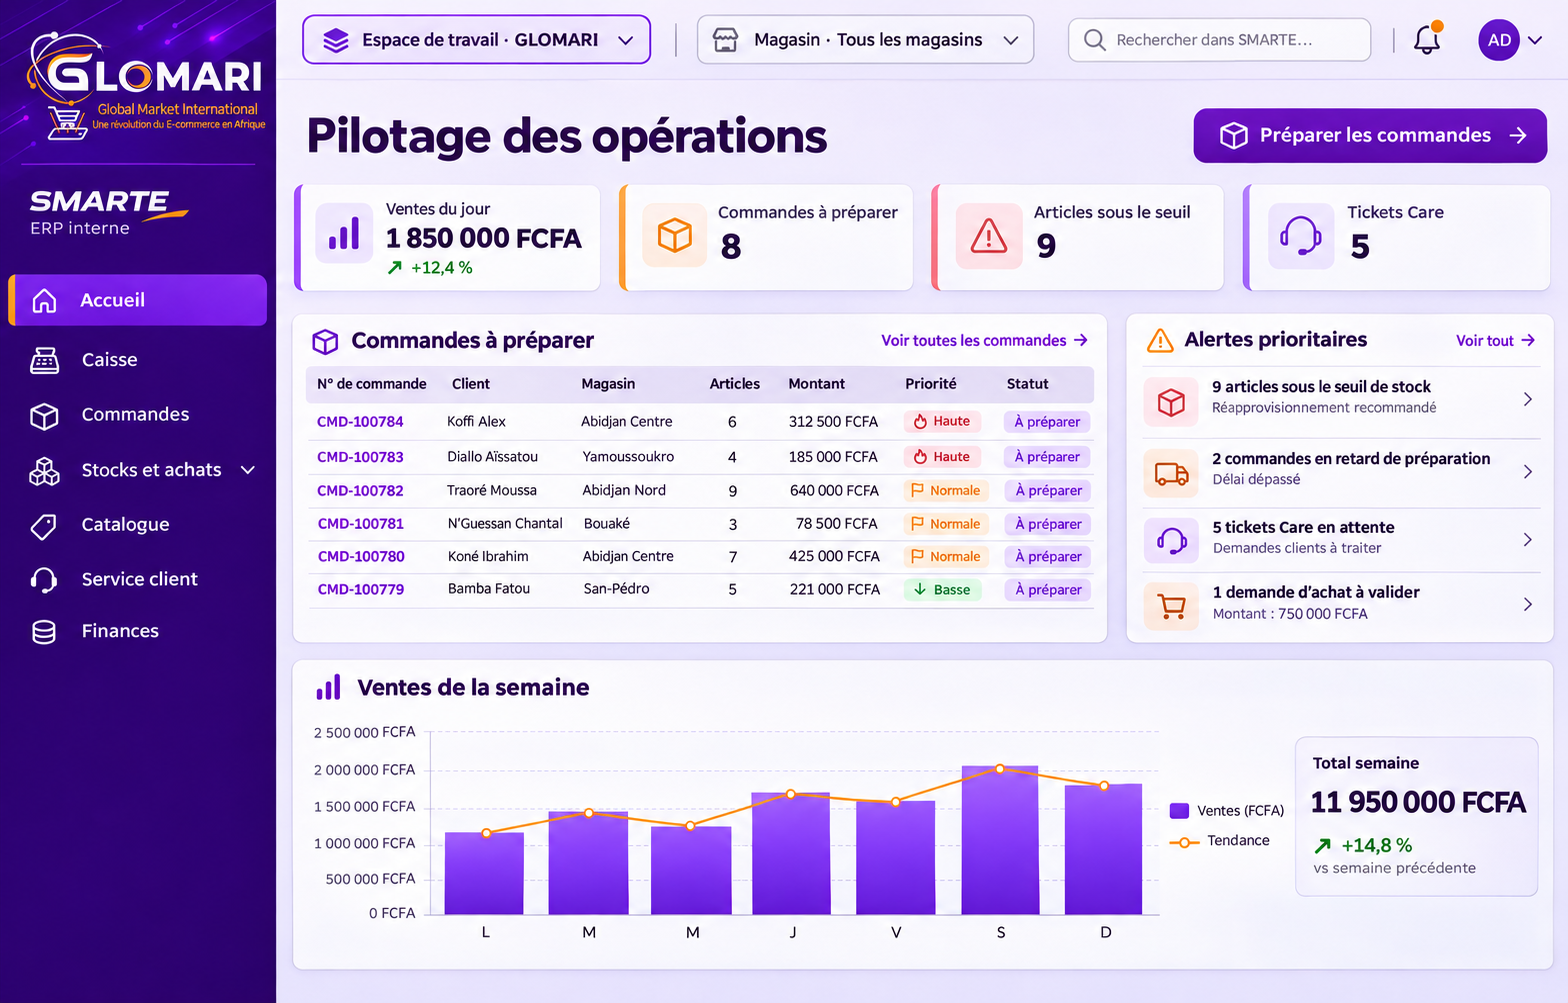 GLOMARI
Global Market International
Une révolution du E-commerce en Afrique
SMARTE
ERP interne
Accueil
Caisse
Commandes
Stocks et achats
Catalogue
Service client
Finances
Espace de travail · GLOMARI
Magasin · Tous les magasins
Rechercher dans SMARTE...
AD
Pilotage des opérations
Préparer les commandes →
Ventes du jour
1 850 000 FCFA
↗ +12,4 %
Commandes à préparer
8
Articles sous le seuil
9
Tickets Care
5
Commandes à préparer
Voir toutes les commandes →
N° de commande Client Magasin Articles Montant Priorité Statut
CMD-100784 Koffi Alex Abidjan Centre 6 312 500 FCFA Haute À préparer
CMD-100783 Diallo Aïssatou Yamoussoukro 4 185 000 FCFA Haute À préparer
CMD-100782 Traoré Moussa Abidjan Nord 9 640 000 FCFA Normale À préparer
CMD-100781 N'Guessan Chantal Bouaké 3 78 500 FCFA Normale À préparer
CMD-100780 Koné Ibrahim Abidjan Centre 7 425 000 FCFA Normale À préparer
CMD-100779 Bamba Fatou San-Pédro 5 221 000 FCFA ↓ Basse À préparer
Alertes prioritaires
Voir tout →
9 articles sous le seuil de stock
Réapprovisionnement recommandé
2 commandes en retard de préparation
Délai dépassé
5 tickets Care en attente
Demandes clients à traiter
1 demande d'achat à valider
Montant : 750 000 FCFA
Ventes de la semaine
2 500 000 FCFA
2 000 000 FCFA
1 500 000 FCFA
1 000 000 FCFA
500 000 FCFA
0 FCFA
L M M J V S D
Ventes (FCFA)
Tendance
Total semaine
11 950 000 FCFA
↗ +14,8 %
vs semaine précédente